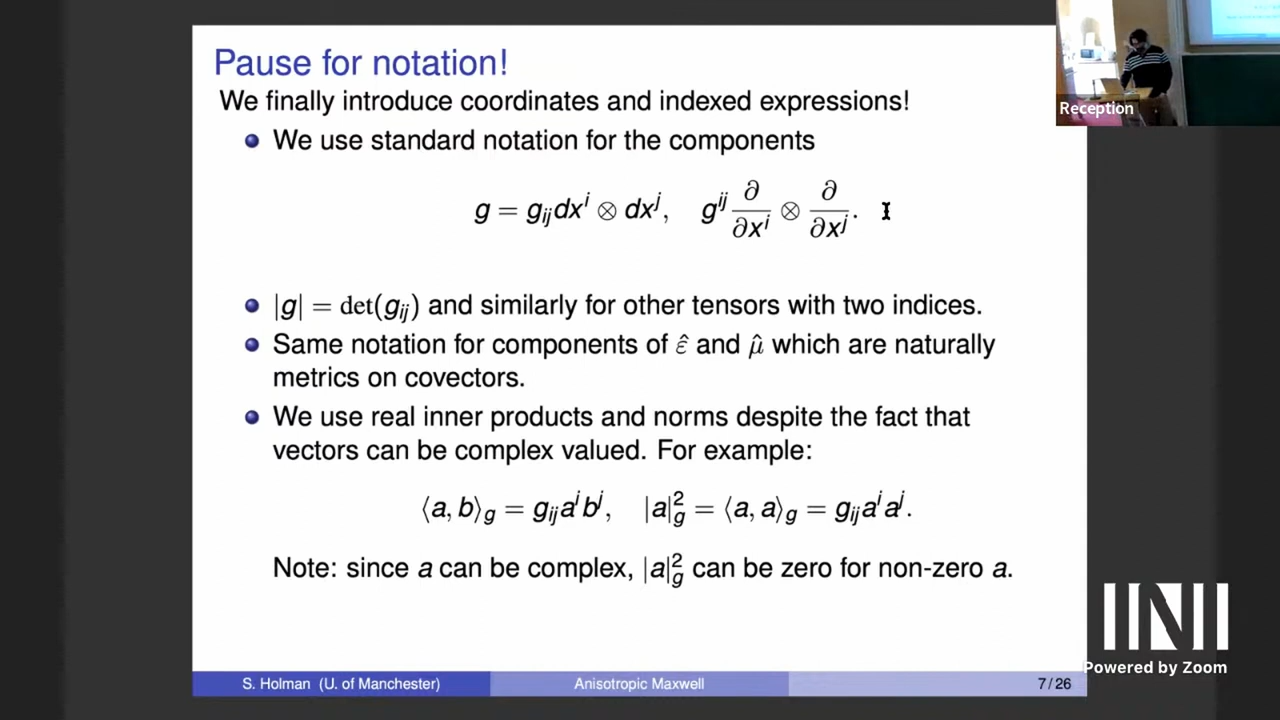 Pause for notation!
We finally introduce coordinates and indexed expressions!
We use standard notation for the components
g = g_{ij}dx^i ⊗ dx^j, g^{ij} ∂/∂x^i ⊗ ∂/∂x^j.
|g| = det(g_{ij}) and similarly for other tensors with two indices.
Same notation for components of ε̂ and μ̂ which are naturally
metrics on covectors.
We use real inner products and norms despite the fact that
vectors can be complex valued. For example:
⟨a, b⟩_g = g_{ij}a^i b^j, |a|²_g = ⟨a, a⟩_g = g_{ij}a^i a^j.
Note: since a can be complex, |a|²_g can be zero for non-zero a.
S. Holman (U. of Manchester) Anisotropic Maxwell 7 / 26
Reception
Powered by Zoom